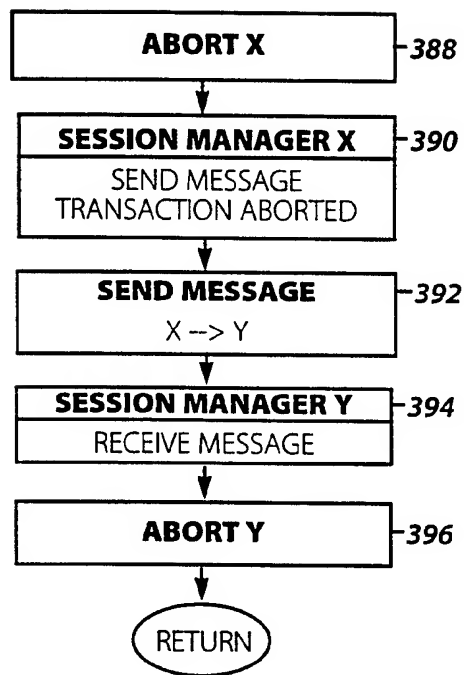 ABORT X
388
SESSION MANAGER X
390
SEND MESSAGE
TRANSACTION ABORTED
SEND MESSAGE
392
X --> Y
SESSION MANAGER Y
394
RECEIVE MESSAGE
ABORT Y
396
RETURN